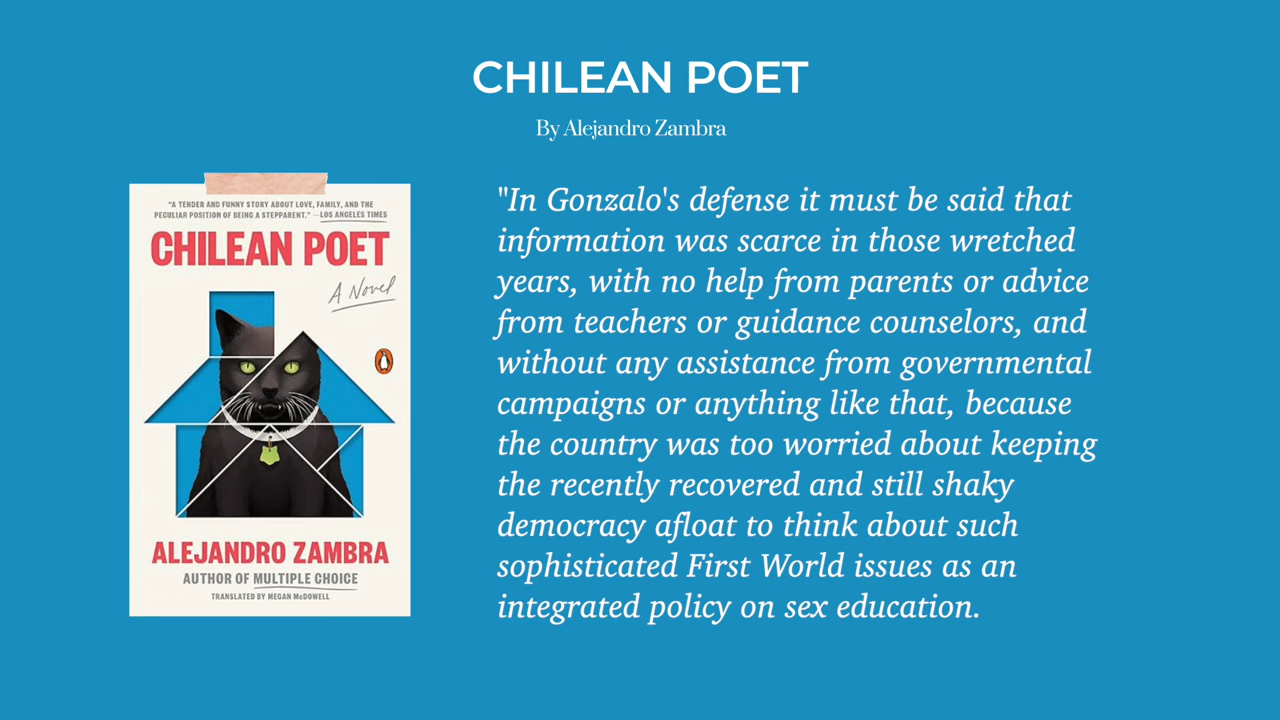 CHILEAN POET
By Alejandro Zambra
"A TENDER AND FUNNY STORY ABOUT LOVE, FAMILY, AND THE
PECULIAR POSITION OF BEING A STEPPARENT." —LOS ANGELES TIMES
CHILEAN POET
A Novel
ALEJANDRO ZAMBRA
AUTHOR OF MULTIPLE CHOICE
TRANSLATED BY MEGAN McDOWELL
"In Gonzalo's defense it must be said that
information was scarce in those wretched
years, with no help from parents or advice
from teachers or guidance counselors, and
without any assistance from governmental
campaigns or anything like that, because
the country was too worried about keeping
the recently recovered and still shaky
democracy afloat to think about such
sophisticated First World issues as an
integrated policy on sex education.